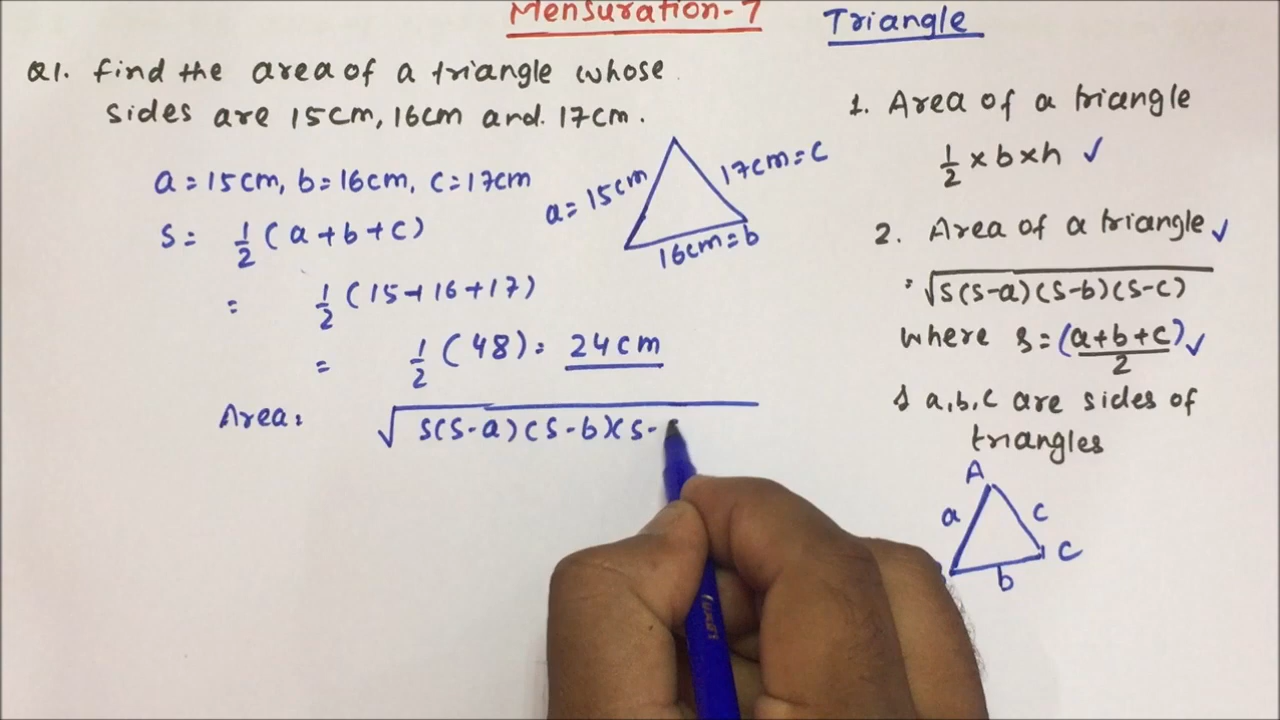 Mensuration-7
Triangle
Q1. find the area of a triangle whose
sides are 15cm, 16cm and. 17cm.
a=15cm, b=16cm, c=17cm
S= 1/2 (a+b+c)
= 1/2 (15+16+17)
= 1/2 (48) = 24cm
Area = √s(s-a)(s-b)(s-
a=15cm
17cm=c
16cm=b
1. Area of a triangle
1/2 × b × h ✓
2. Area of a triangle ✓
= √s(s-a)(s-b)(s-c)
where s = (a+b+c)/2 ✓
& a,b,c are sides of
triangles
A
a c
C
b